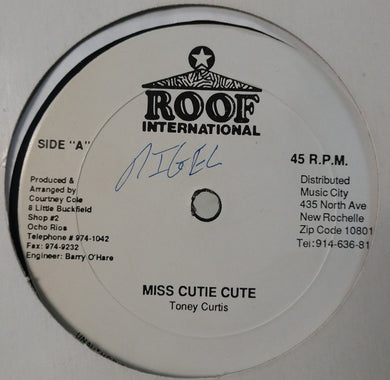 ROOF
INTERNATIONAL
SIDE "A"
NIGEL
45 R.P.M.
Produced &
Arranged by
Courtney Cole
8 Little Buckfield
Shop #2
Ocho Rios
Telephone # 974-1042
Fax: 974-9232
Engineer: Barry O'Hare
Distributed
Music City
435 North Ave
New Rochelle
Zip Code 10801
Tel:914-636-81
MISS CUTIE CUTE
Toney Curtis